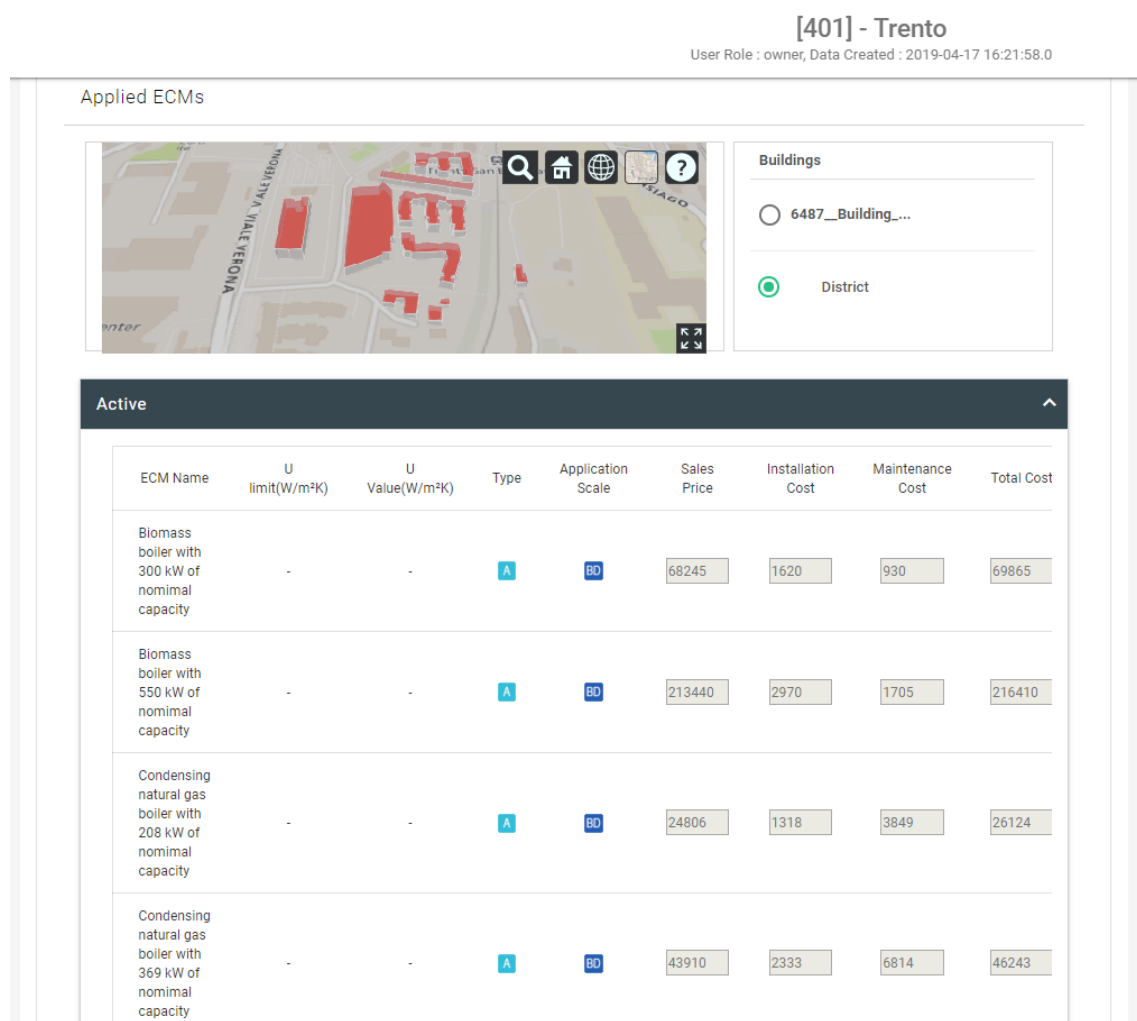 [401] - Trento
User Role : owner, Data Created : 2019-04-17 16:21:58.0
Applied ECMs
VIALE VERONA
VIA VALEVERONA
SIAGO
enter
?
Buildings
6487__Building_...
District
Active
ECM Name U limit(W/m²K) U Value(W/m²K) Type Application Scale Sales Price Installation Cost Maintenance Cost Total Cost
Biomass
boiler with
300 kW of - - A BD 68245 1620 930 69865
nomimal
capacity
Biomass
boiler with
550 kW of - - A BD 213440 2970 1705 216410
nomimal
capacity
Condensing
natural gas
boiler with
208 kW of - - A BD 24806 1318 3849 26124
nomimal
capacity
Condensing
natural gas
boiler with - - A BD 43910 2333 6814 46243
369 kW of
nomimal
capacity